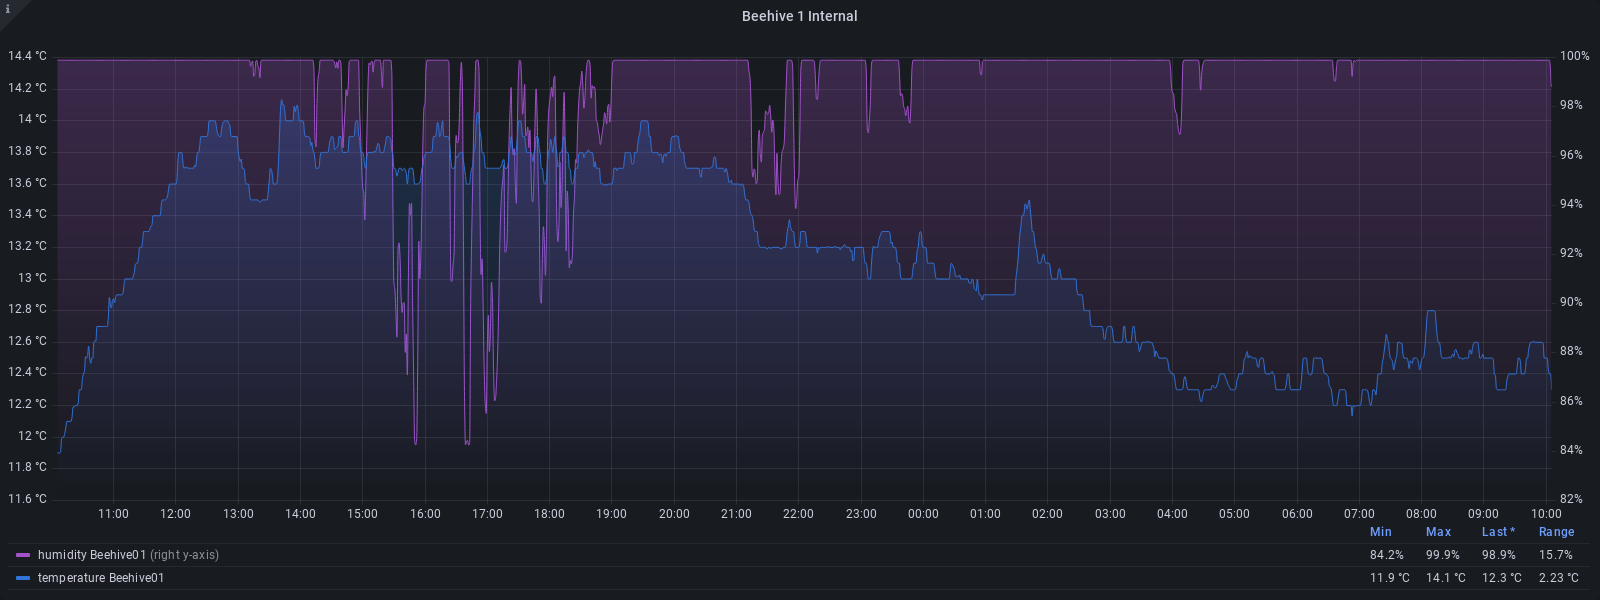 i
Beehive 1 Internal
14.4 °C 100%
14.2 °C 98%
14 °C
13.8 °C 96%
13.6 °C
13.4 °C 94%
13.2 °C 92%
13 °C
12.8 °C 90%
12.6 °C 88%
12.4 °C
12.2 °C 86%
12 °C 84%
11.8 °C
11.6 °C 82%
11:00 12:00 13:00 14:00 15:00 16:00 17:00 18:00 19:00 20:00 21:00 22:00 23:00 00:00 01:00 02:00 03:00 04:00 05:00 06:00 07:00 08:00 09:00 10:00
Min Max Last * Range
humidity Beehive01 (right y-axis) 84.2% 99.9% 98.9% 15.7%
temperature Beehive01 11.9 °C 14.1 °C 12.3 °C 2.23 °C